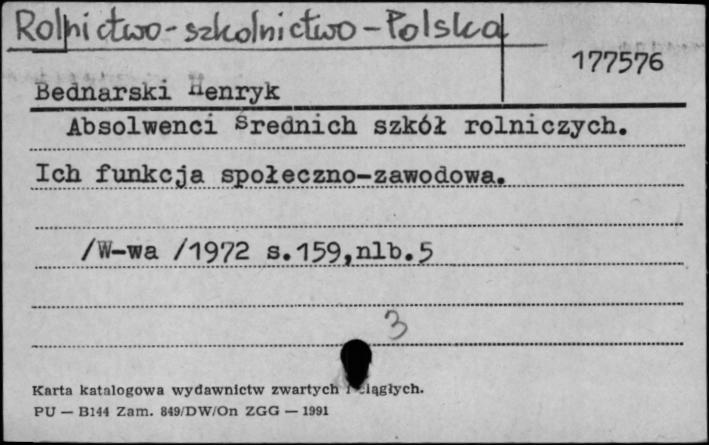 Rolnictwo-szkolnictwo-Polska
177576
Bednarski Henryk
Absolwenci średnich szkół rolniczych.
Ich funkcja społeczno-zawodowa.
/W-wa /1972 s.159,nlb.5
3
Karta katalogowa wydawnictw zwartych i ciągłych.
PU — B144 Zam. 849/DW/On ZGG — 1991